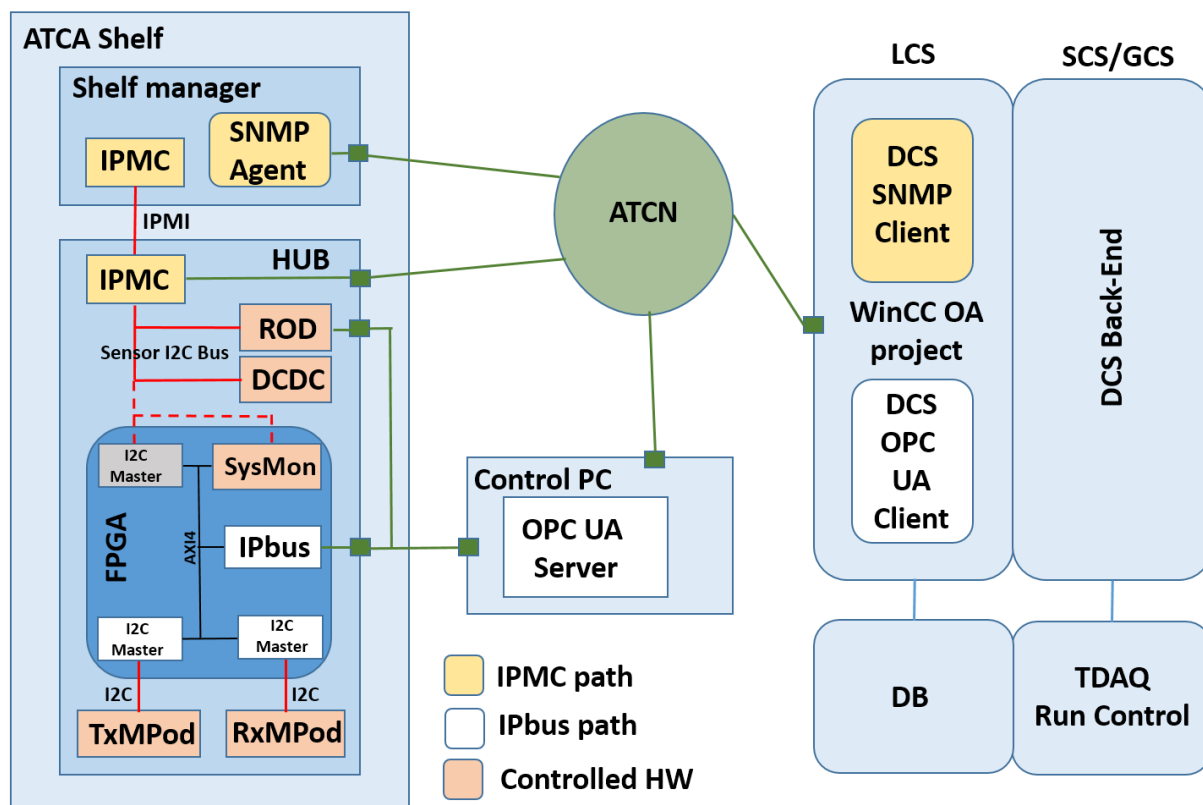 ATCA Shelf
Shelf manager
IPMC
SNMP
Agent
IPMI
HUB
IPMC
ROD
Sensor I2C Bus
DCDC
I2C
Master
SysMon
FPGA
AXI4
IPbus
I2C
Master
I2C
Master
I2C
I2C
TxMPod
RxMPod
ATCN
Control PC
OPC UA
Server
IPMC path
IPbus path
Controlled HW
LCS
DCS
SNMP
Client
WinCC OA
project
DCS
OPC
UA
Client
DB
SCS/GCS
DCS Back-End
TDAQ
Run Control